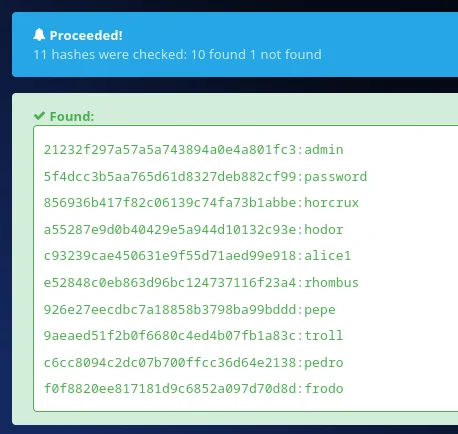 Proceeded!
11 hashes were checked: 10 found 1 not found
Found:
21232f297a57a5a743894a0e4a801fc3:admin
5f4dcc3b5aa765d61d8327deb882cf99:password
856936b417f82c06139c74fa73b1abbe:horcrux
a55287e9d0b40429e5a944d10132c93e:hodor
c93239cae450631e9f55d71aed99e918:alice1
e52848c0eb863d96bc124737116f23a4:rhombus
926e27eecdbc7a18858b3798ba99bddd:pepe
9aeaed51f2b0f6680c4ed4b07fb1a83c:troll
c6cc8094c2dc07b700ffcc36d64e2138:pedro
f0f8820ee817181d9c6852a097d70d8d:frodo